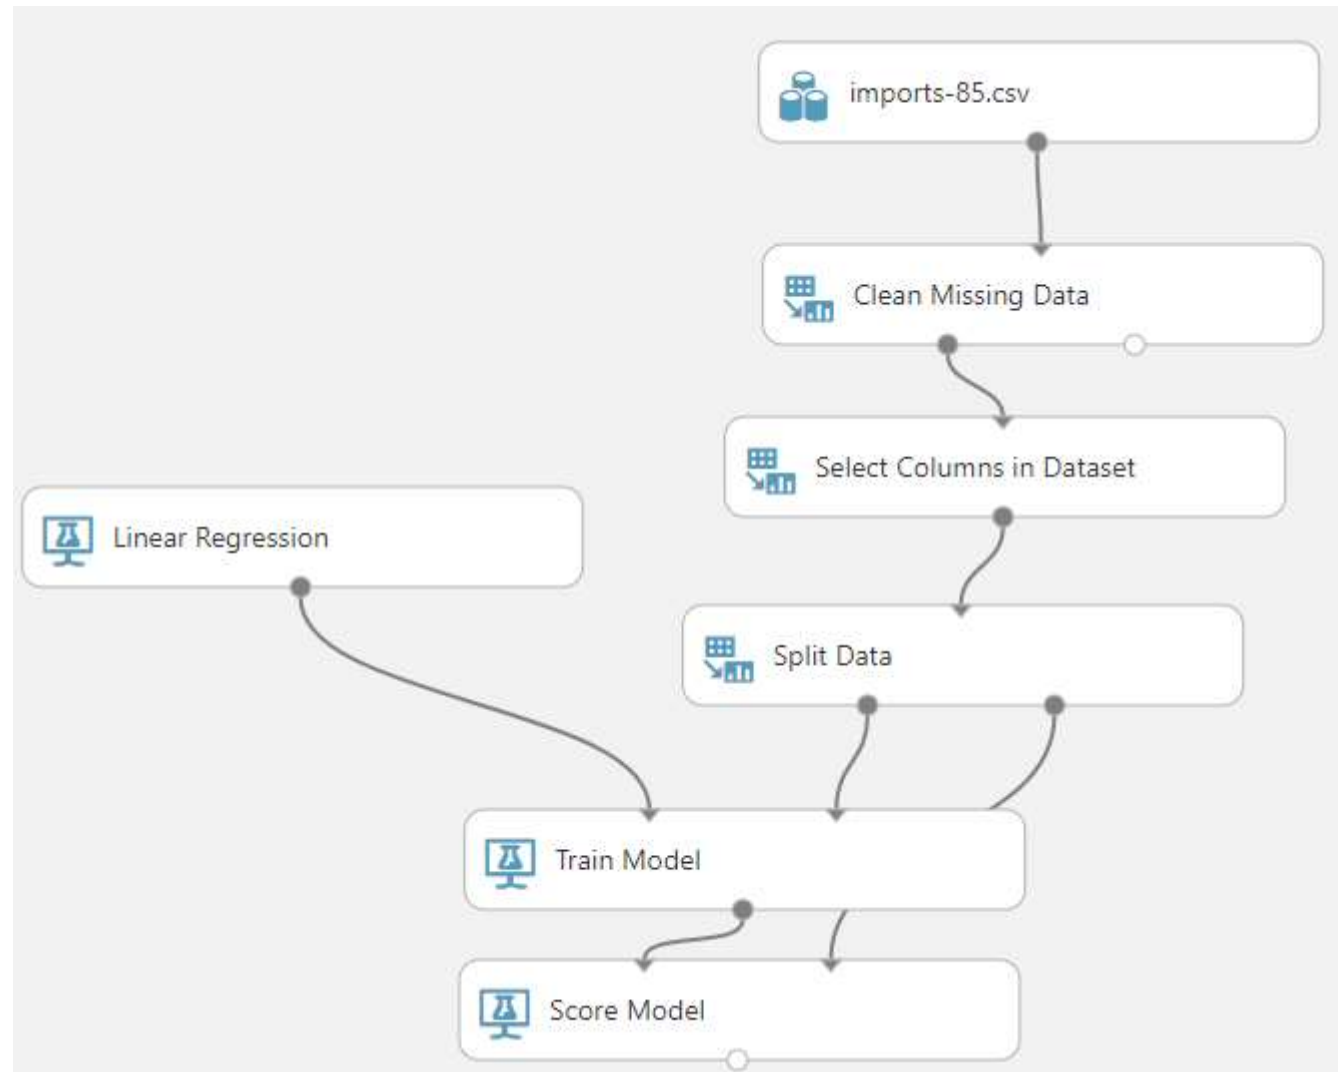 imports-85.csv
Clean Missing Data
Select Columns in Dataset
Linear Regression
Split Data
Train Model
Score Model